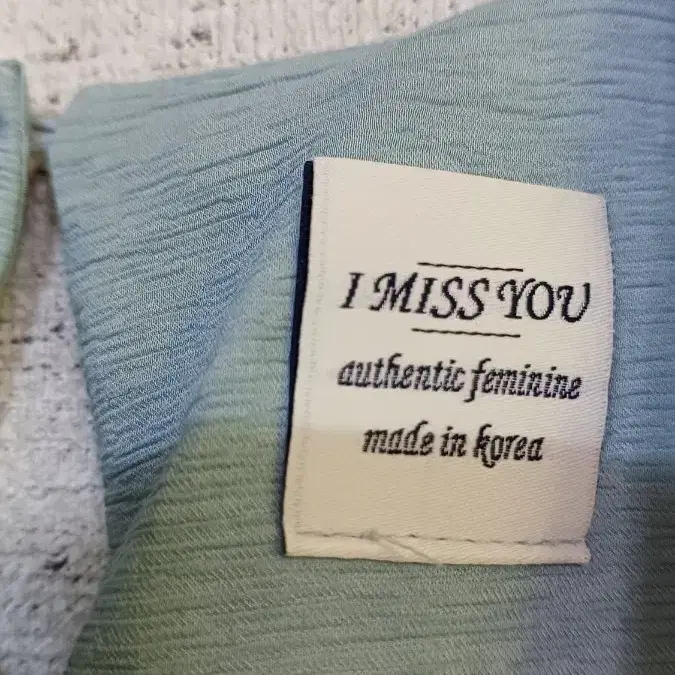 I MISS YOU
authentic feminine
made in korea